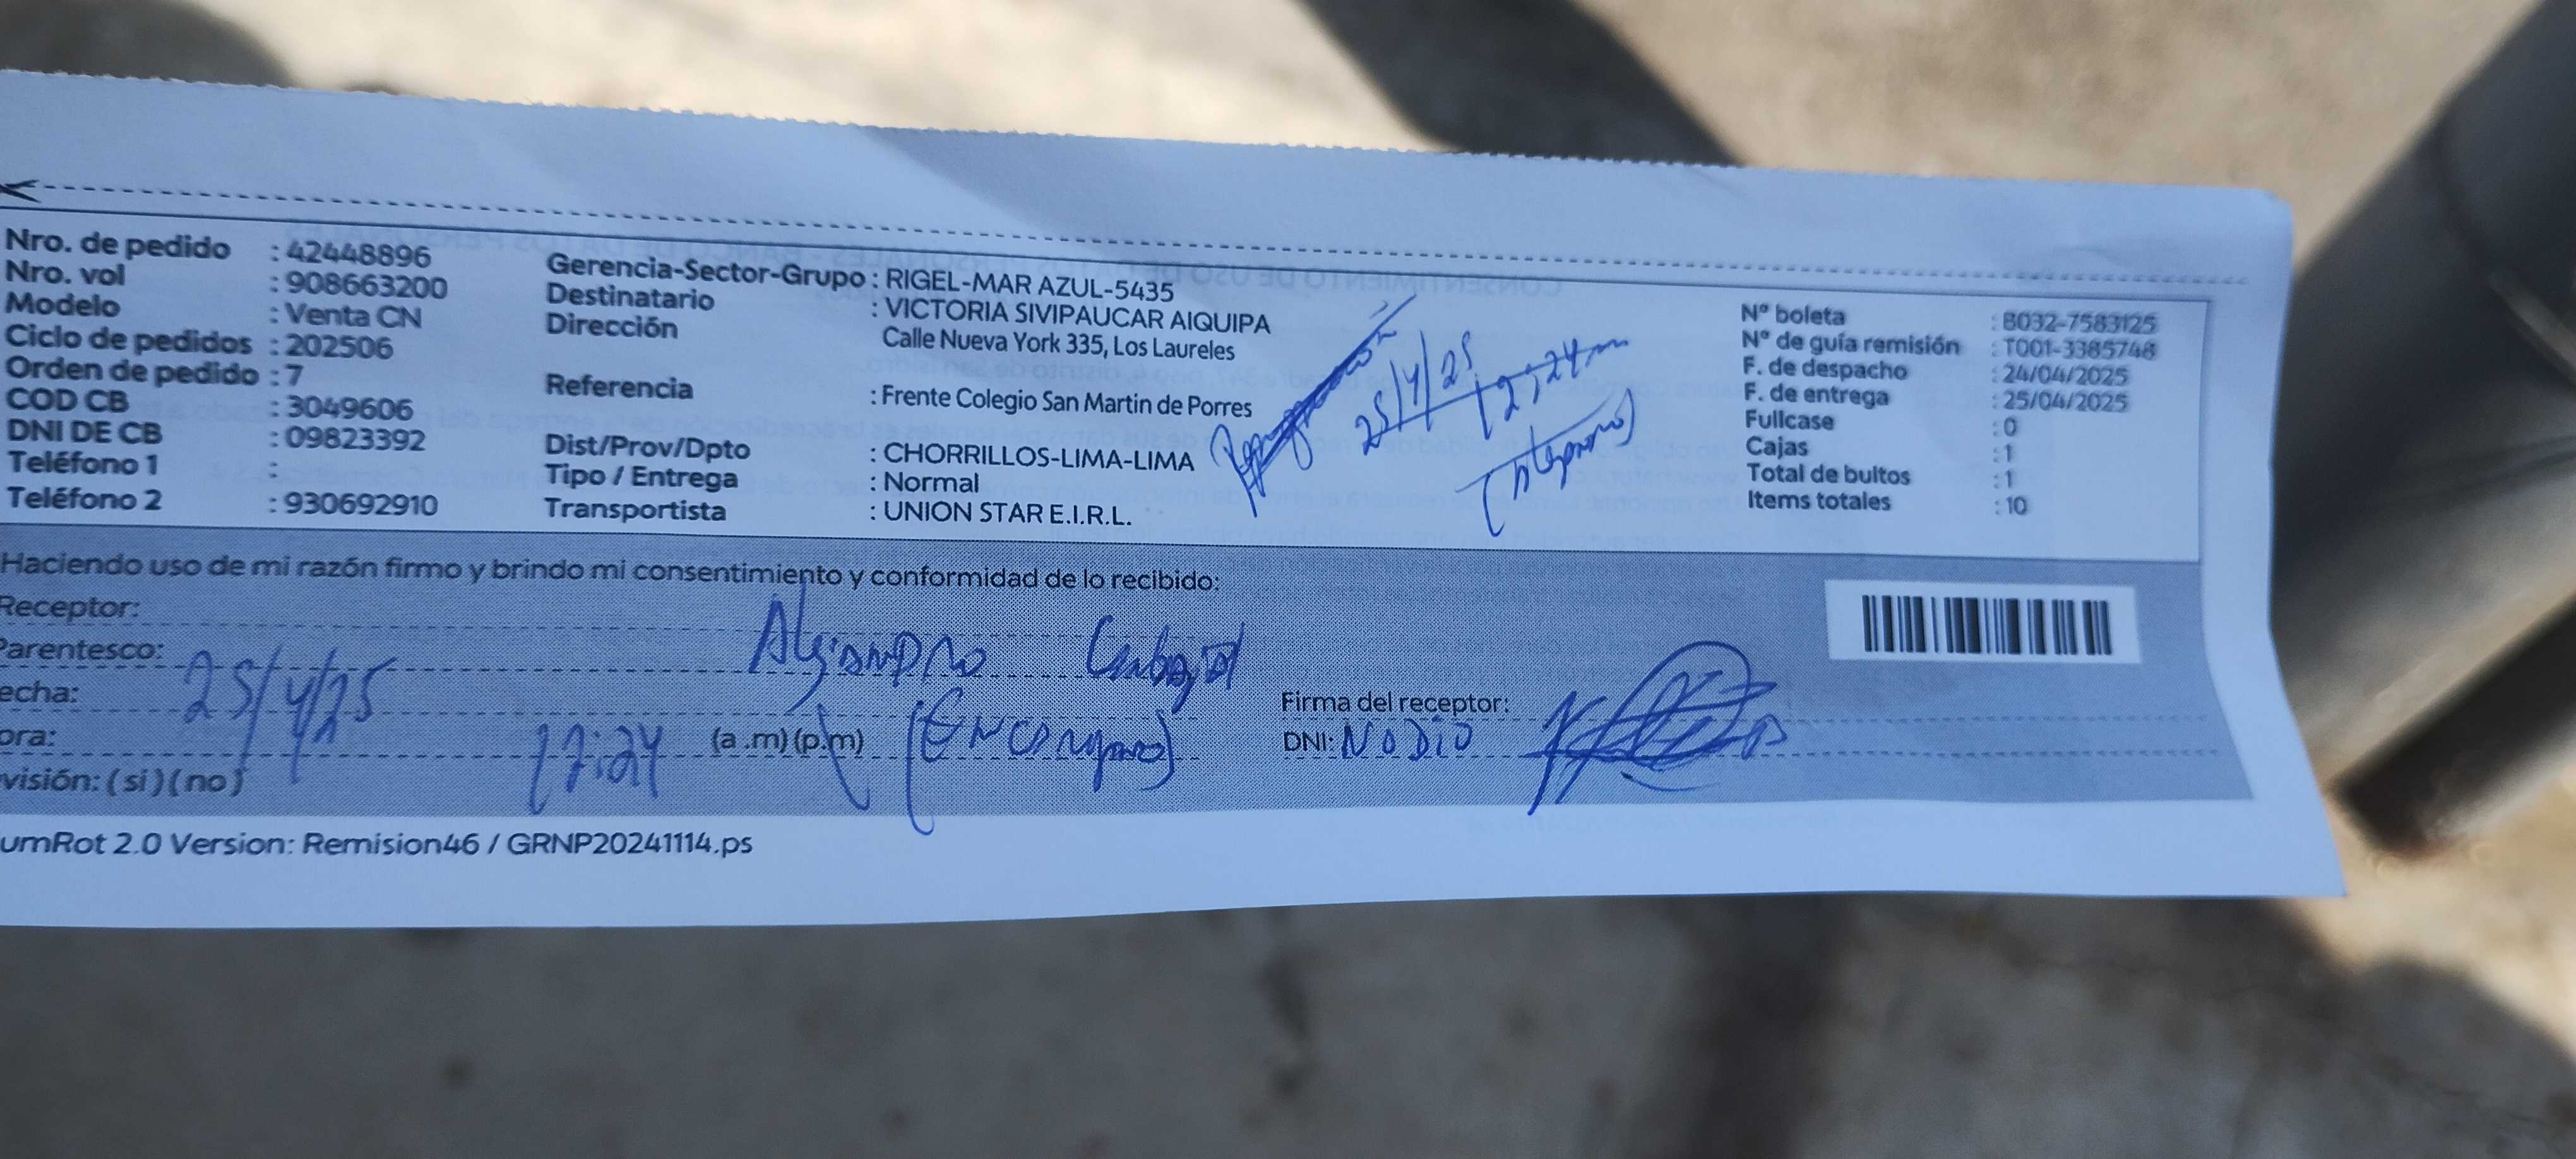 Nro. de pedido : 42448896
Nro. vol : 908663200
Modelo : Venta CN
Ciclo de pedidos : 202506
Orden de pedido : 7
COD CB : 3049606
DNI DE CB : 09823392
Teléfono 1 :
Teléfono 2 : 930692910
Gerencia-Sector-Grupo : RIGEL-MAR AZUL-5435
Destinatario : VICTORIA SIVIPAUCAR AIQUIPA
Dirección Calle Nueva York 335, Los Laureles
Referencia : Frente Colegio San Martin de Porres
Dist/Prov/Dpto : CHORRILLOS-LIMA-LIMA
Tipo / Entrega : Normal
Transportista : UNION STAR E.I.R.L.
25/4/25
12:24 m
Nº boleta : B032-7583125
Nº de guía remisión : T001-3385748
F. de despacho : 24/04/2025
F. de entrega : 25/04/2025
Fullcase : 0
Cajas : 1
Total de bultos : 1
Items totales : 10
Haciendo uso de mi razón firmo y brindo mi consentimiento y conformidad de lo recibido:
Receptor:
Parentesco: Alejandro
echa: 25/4/25
ora: 12:24 (a .m) (p.m) (Encargado)
visión: ( si ) ( no )
Firma del receptor:
DNI: No Dio
umRot 2.0 Version: Remision46 / GRNP20241114.ps